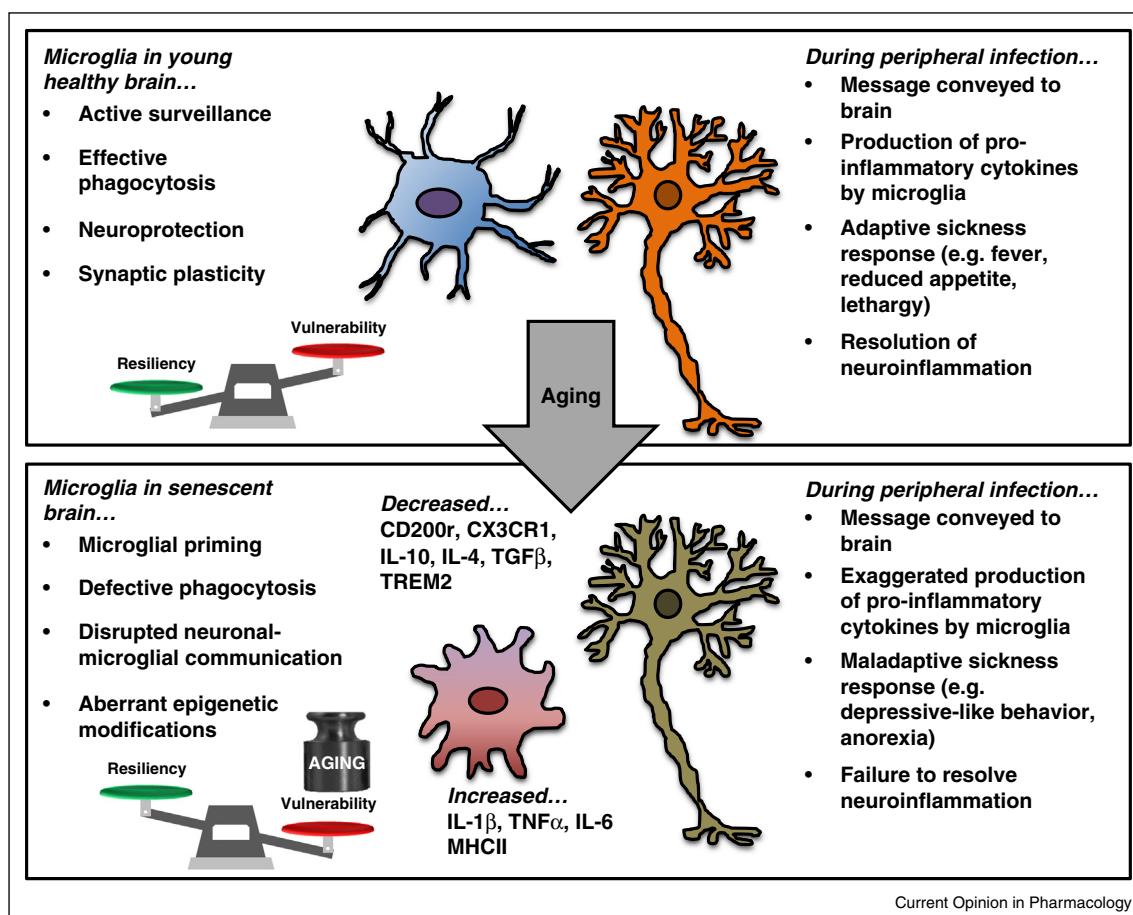 Microglia in young
healthy brain…
• Active surveillance
• Effective
phagocytosis
• Neuroprotection
• Synaptic plasticity
Vulnerability
Resiliency
During peripheral infection…
• Message conveyed to
brain
• Production of pro-
inflammatory cytokines
by microglia
• Adaptive sickness
response (e.g. fever,
reduced appetite,
lethargy)
• Resolution of
neuroinflammation
Aging
Microglia in senescent
brain…
• Microglial priming
• Defective phagocytosis
• Disrupted neuronal-
microglial communication
• Aberrant epigenetic
modifications
Resiliency
AGING
Vulnerability
Decreased…
CD200r, CX3CR1,
IL-10, IL-4, TGFβ,
TREM2
Increased…
IL-1β, TNFα, IL-6
MHCII
During peripheral infection…
• Message conveyed to
brain
• Exaggerated production
of pro-inflammatory
cytokines by microglia
• Maladaptive sickness
response (e.g.
depressive-like behavior,
anorexia)
• Failure to resolve
neuroinflammation
Current Opinion in Pharmacology